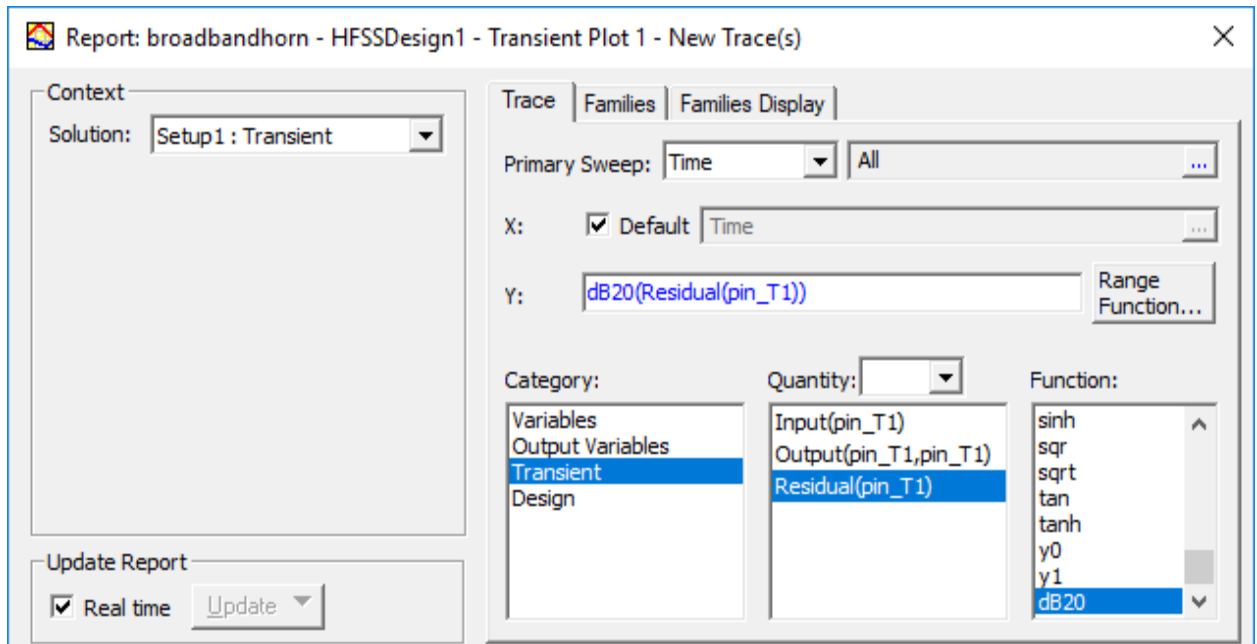 Report: broadbandhorn - HFSSDesign1 - Transient Plot 1 - New Trace(s)
Context
Solution: Setup1 : Transient
Update Report
Real time Update
Trace Families Families Display
Primary Sweep: Time All ...
X: Default Time ...
Y: dB20(Residual(pin_T1)) Range
Function...
Category:
Variables
Output Variables
Transient
Design
Quantity:
Input(pin_T1)
Output(pin_T1,pin_T1)
Residual(pin_T1)
Function:
sinh
sqr
sqrt
tan
tanh
y0
y1
dB20